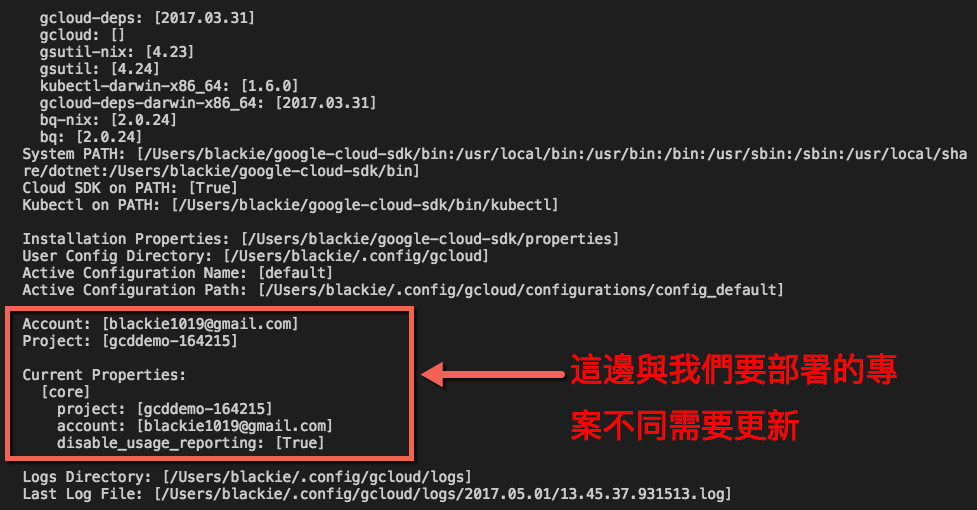 gcloud-deps: [2017.03.31]
gcloud: []
gsutil-nix: [4.23]
gsutil: [4.24]
kubectl-darwin-x86_64: [1.6.0]
gcloud-deps-darwin-x86_64: [2017.03.31]
bq-nix: [2.0.24]
bq: [2.0.24]
System PATH: [/Users/blackie/google-cloud-sdk/bin:/usr/local/bin:/usr/bin:/bin:/usr/sbin:/sbin:/usr/local/sha
re/dotnet:/Users/blackie/google-cloud-sdk/bin]
Cloud SDK on PATH: [True]
Kubectl on PATH: [/Users/blackie/google-cloud-sdk/bin/kubectl]
Installation Properties: [/Users/blackie/google-cloud-sdk/properties]
User Config Directory: [/Users/blackie/.config/gcloud]
Active Configuration Name: [default]
Active Configuration Path: [/Users/blackie/.config/gcloud/configurations/config_default]
Account: [blackie1019@gmail.com]
Project: [gcddemo-164215]
Current Properties:
[core]
project: [gcddemo-164215]
account: [blackie1019@gmail.com]
disable_usage_reporting: [True]
這邊與我們要部署的專
案不同需要更新
Logs Directory: [/Users/blackie/.config/gcloud/logs]
Last Log File: [/Users/blackie/.config/gcloud/logs/2017.05.01/13.45.37.931513.log]